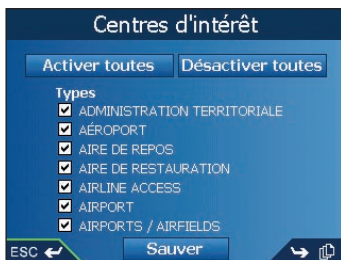 Centres d'intérêt
Activer toutes Désactiver toutes
Types
ADMINISTRATION TERRITORIALE
AÉROPORT
AIRE DE REPOS
AIRE DE RESTAURATION
AIRLINE ACCESS
AIRPORT
AIRPORTS / AIRFIELDS
ESC Sauver